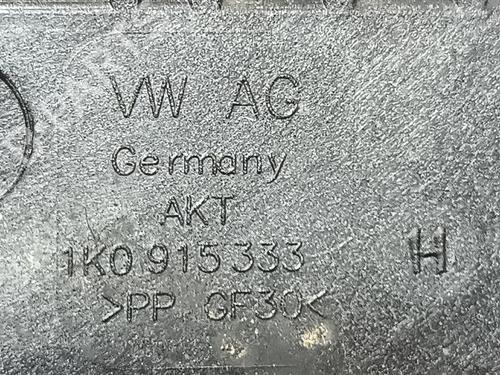 VW AG
Germany
AKT
1K0 915 333 H
>PP GF30<